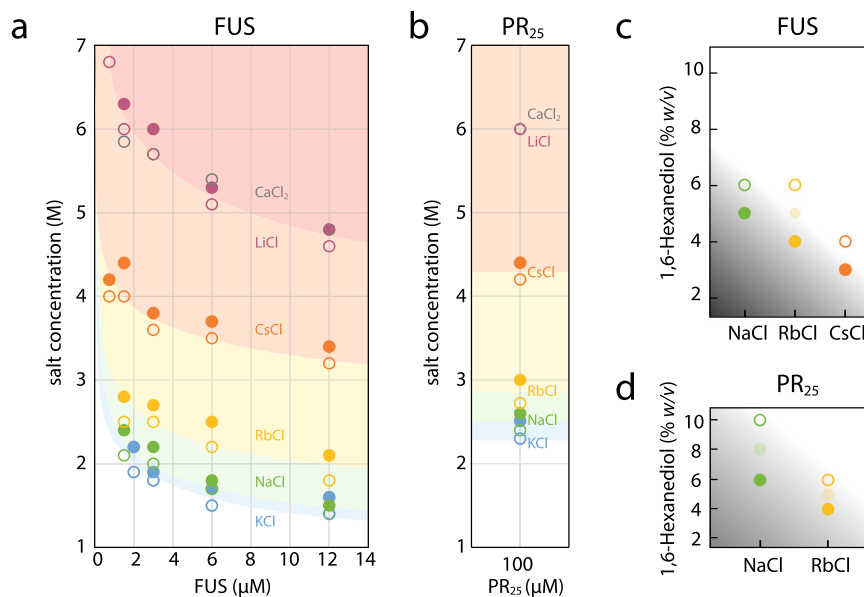 a
FUS
salt concentration (M)
7
6
5
4
3
2
1
CaCl2
LiCl
CsCl
RbCl
NaCl
KCl
0 2 4 6 8 10 12 14
FUS (μM)
b
PR25
salt concentration (M)
7
6
5
4
3
2
1
CaCl2
LiCl
CsCl
RbCl
NaCl
KCl
100
PR25 (μM)
c
FUS
1,6-Hexanediol (% w/v)
10
8
6
4
2
NaCl RbCl CsCl
d
PR25
1,6-Hexanediol (% w/v)
10
8
6
4
2
NaCl RbCl